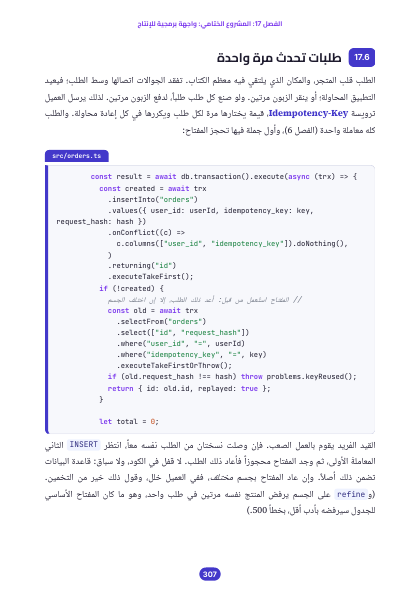 الفصل 17: المشروع الختامي: واجهة برمجية للإنتاج
17.6 طلبات تحدث مرة واحدة
الطلب قلب المتجر، والمكان الذي يلتقي فيه معظم الكتاب. تفقد الجوالات اتصالها وسط الطلب؛ فيعيد
التطبيق المحاولة؛ أو ينقر الزبون مرتين. ولو صنع كل طلب طلباً، لدفع الزبون مرتين. لذلك يرسل العميل
ترويسة Idempotency-Key، قيمة يختارها مرة لكل طلب ويكررها في كل إعادة محاولة. والطلب
كله معاملة واحدة (الفصل 6)، وأول جملة فيها تحجز المفتاح:
src/orders.ts
const result = await db.transaction().execute(async (trx) => {
const created = await trx
.insertInto("orders")
.values({ user_id: userId, idempotency_key: key,
request_hash: hash })
.onConflict((c) =>
c.columns(["user_id", "idempotency_key"]).doNothing(),
)
.returning("id")
.executeTakeFirst();
if (!created) {
// المفتاح استعمل من قبل: أعد ذلك الطلب، إلا إن اختلف الجسم
const old = await trx
.selectFrom("orders")
.select(["id", "request_hash"])
.where("user_id", "=", userId)
.where("idempotency_key", "=", key)
.executeTakeFirstOrThrow();
if (old.request_hash !== hash) throw problems.keyReused();
return { id: old.id, replayed: true };
}
let total = 0;
القيد الفريد يقوم بالعمل الصعب. فإن وصلت نسختان من الطلب نفسه معاً، انتظر INSERT الثاني
المعاملة الأولى، ثم وجد المفتاح محجوزاً فأعاد ذلك الطلب. لا قفل في الكود، ولا سباق: قاعدة البيانات
تضمن ذلك أصلاً. وإن عاد المفتاح بجسم مختلف، ففي العميل خلل، وقول ذلك خير من التخمين.
(و refine على الجسم يرفض المنتج نفسه مرتين في طلب واحد، وهو ما كان المفتاح الأساسي
للجدول سيرفضه بأدب أقل، بخطأ 500.)
307